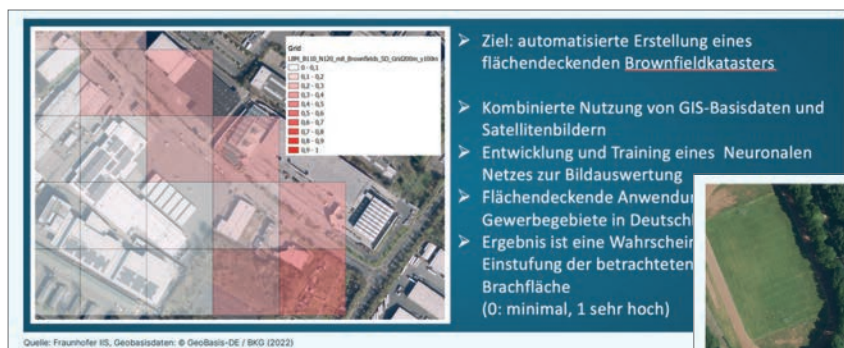 Grid
0 - 0,1
0,1 - 0,2
0,2 - 0,3
0,3 - 0,4
0,4 - 0,5
0,5 - 0,6
0,6 - 0,7
0,7 - 0,8
0,8 - 0,9
0,9 - 1
➢ Ziel: automatisierte Erstellung eines
flächendeckenden Brownfieldkatasters
➢ Kombinierte Nutzung von GIS-Basisdaten und
Satellitenbildern
➢ Entwicklung und Training eines Neuronalen
Netzes zur Bildauswertung
➢ Flächendeckende Anwendu
Gewerbegebiete in Deutschl
➢ Ergebnis ist eine Wahrschein
Einstufung der betrachteten
Brachfläche
(0: minimal, 1 sehr hoch)
Quelle: Fraunhofer IIS, Geobasisdaten: © GeoBasis-DE / BKG (2022)